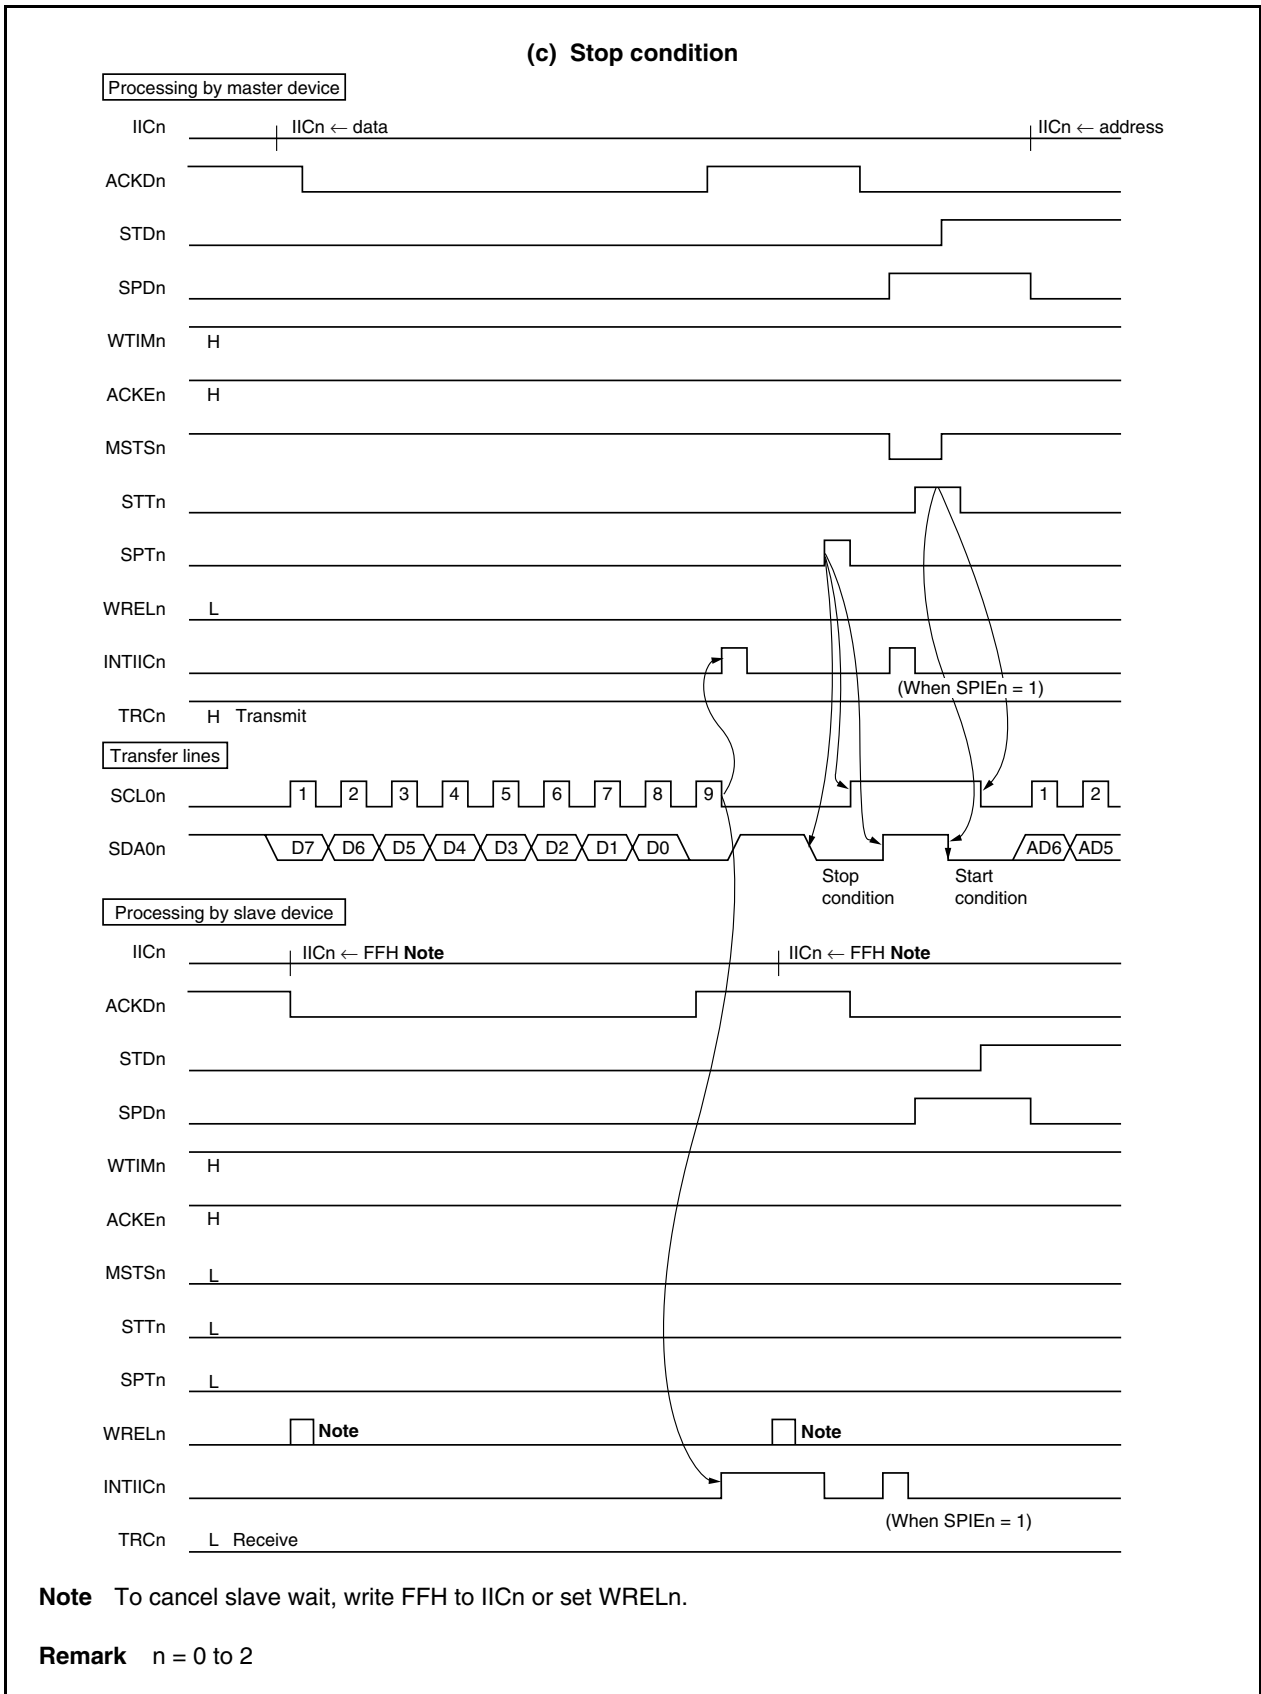 (c) Stop condition
Processing by master device
IICn IICn ← data IICn ← address
ACKDn
STDn
SPDn
WTIMn H
ACKEn H
MSTSn
STTn
SPTn
WRELn L
INTIICn
(When SPIEn = 1)
TRCn H Transmit
Transfer lines
SCL0n 1 2 3 4 5 6 7 8 9 1 2
SDA0n D7 D6 D5 D4 D3 D2 D1 D0 AD6 AD5
Stop condition
Start condition
Processing by slave device
IICn IICn ← FFH Note IICn ← FFH Note
ACKDn
STDn
SPDn
WTIMn H
ACKEn H
MSTSn L
STTn L
SPTn L
WRELn Note Note
INTIICn
(When SPIEn = 1)
TRCn L Receive
Note To cancel slave wait, write FFH to IICn or set WRELn.
Remark n = 0 to 2